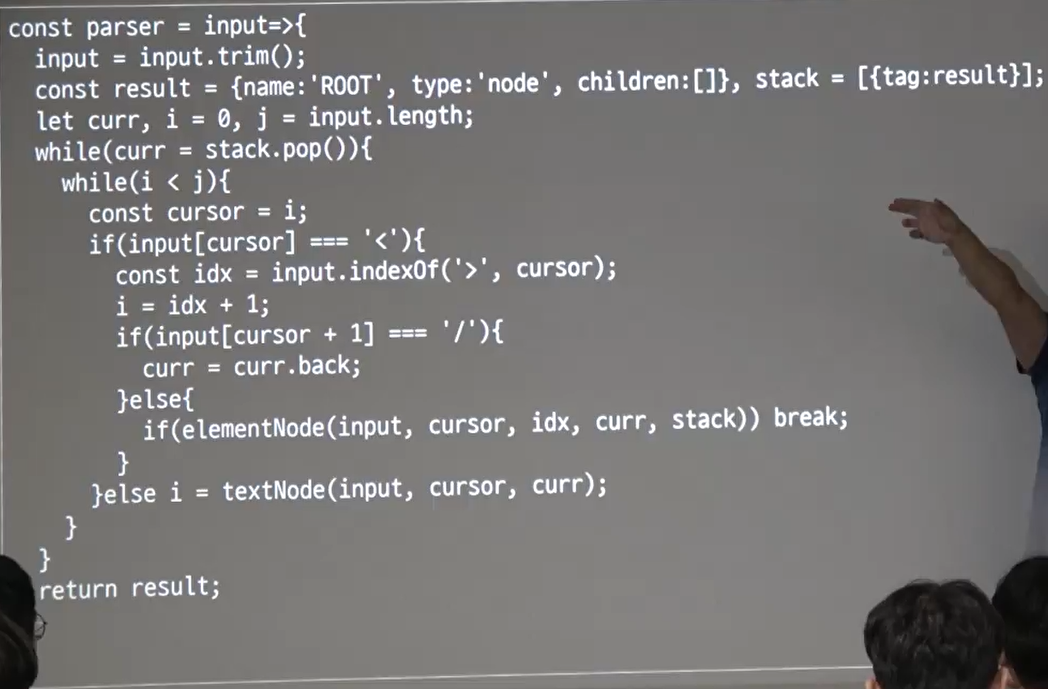 const parser = input=>{
  input = input.trim();
  const result = {name:'ROOT', type:'node', children:[]}, stack = [{tag:result}];
  let curr, i = 0, j = input.length;
  while(curr = stack.pop()){
    while(i < j){
      const cursor = i;
      if(input[cursor] === '<'){
        const idx = input.indexOf('>', cursor);
        i = idx + 1;
        if(input[cursor + 1] === '/'){
          curr = curr.back;
        }else{
          if(elementNode(input, cursor, idx, curr, stack)) break;
        }
      }else i = textNode(input, cursor, curr);
    }
  }
  return result;